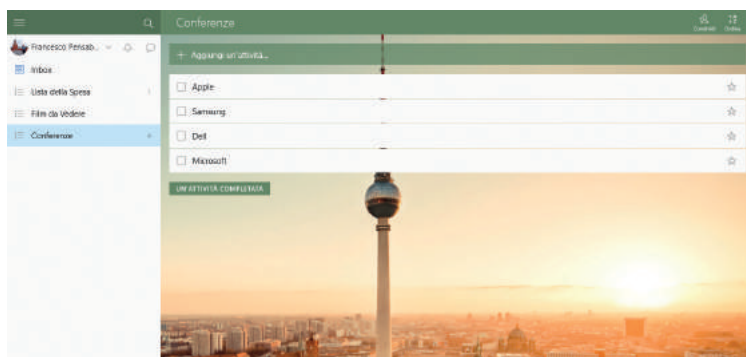 Conferenze
Francesco Pensab...
+ Aggiungi un'attività...
Inbox
Lista della Spesa
Film da Vedere
Conferenze
Apple
Samsung
Dell
Microsoft
UN'ATTIVITÀ COMPLETATA